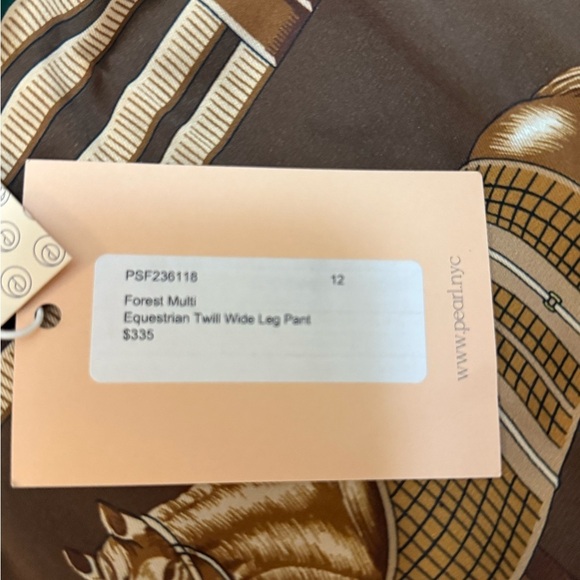 PSF236118 12
Forest Multi
Equestrian Twill Wide Leg Pant
$335
www.pearl.nyc